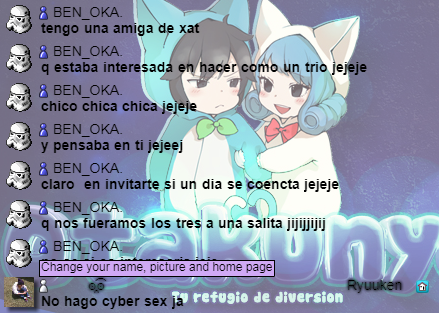 BEN_OKA.
tengo una amiga de xat
BEN_OKA.
q estaba interesada en hacer como un trio jejeje
BEN_OKA.
chico chica chica jejeje
BEN_OKA.
y pensaba en ti jejeej
BEN_OKA.
claro en invitarte si un dia se coencta jejeje
BEN_OKA.
q nos fueramos los tres a una salita jijijjijij
BEN_OKA.
Change your name, picture and home page
Ryuuken
No hago cyber sex ja
Tu refugio de diversion